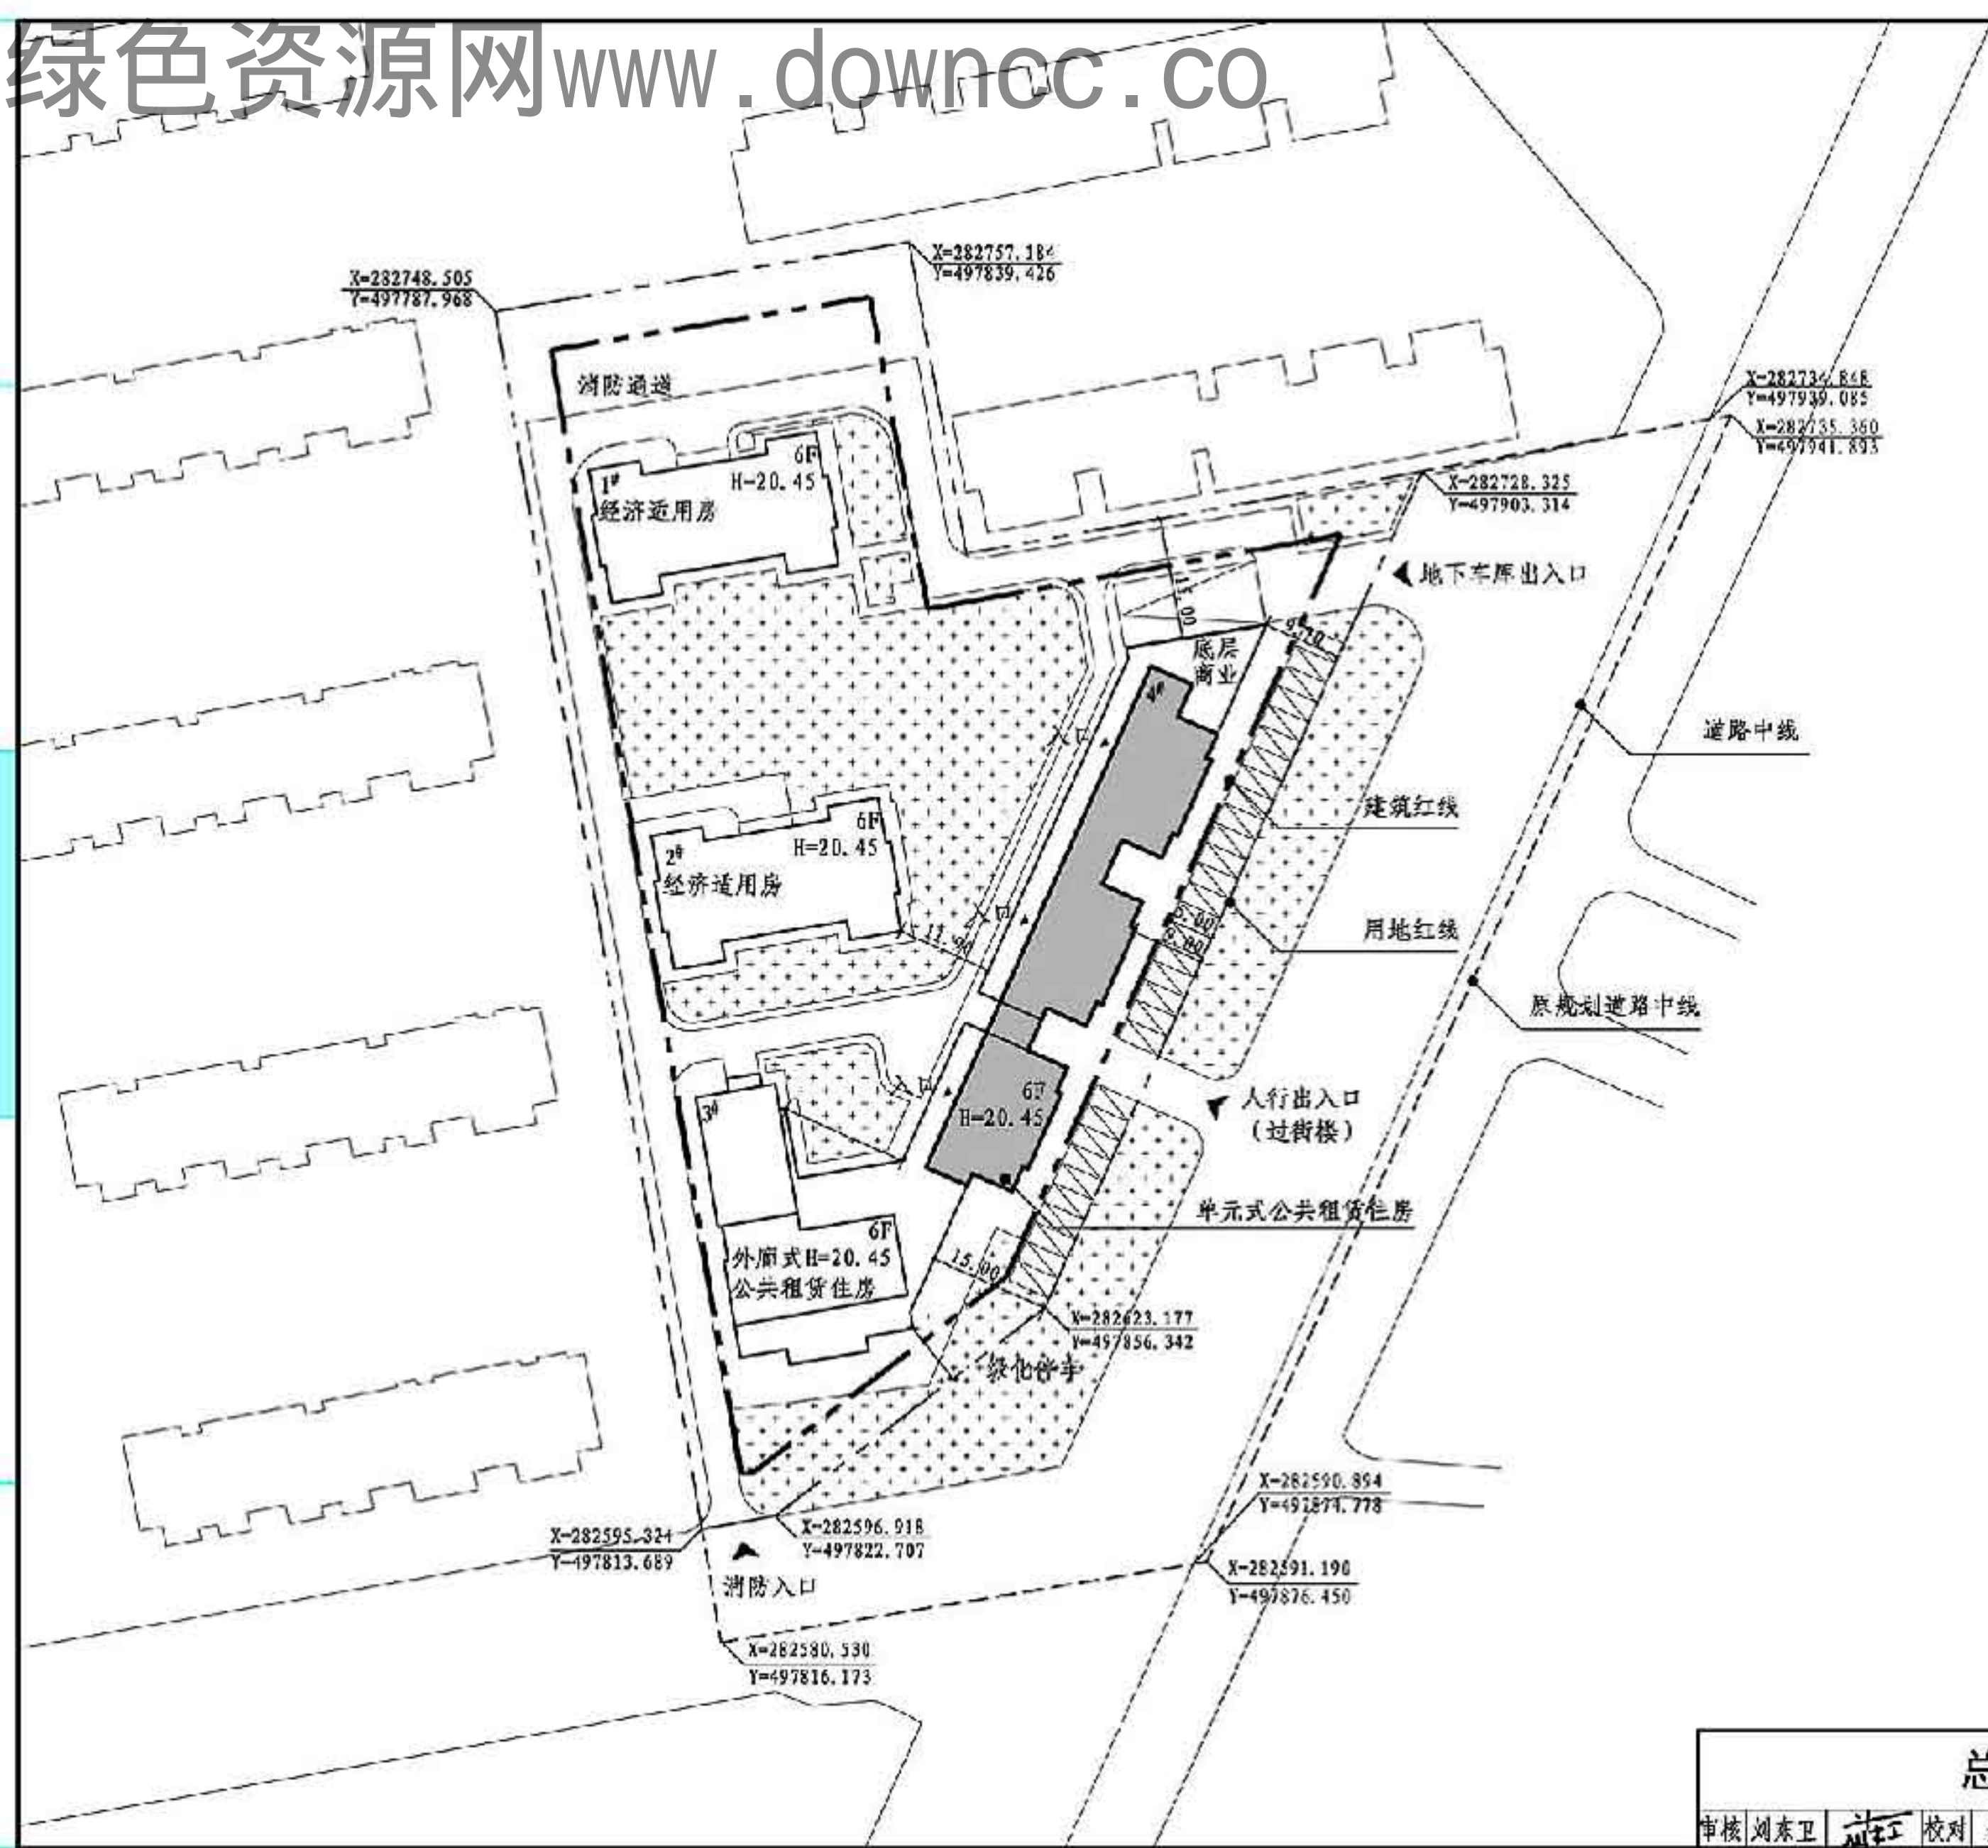 绿色资源网www.downcc.co
X=282757.184
Y=497839.426
X=282748.505
Y=497787.968
消防通道
X=282734.848
Y=497939.085
X=282735.360
Y=497941.893
6F
H=20.45
1#
经济适用房
X=282728.325
Y=497903.314
地下车库出入口
15.00
9.10
底层
商业
4#
入口
道路中线
建筑红线
6F
H=20.45
2#
经济适用房
入口
11.90
用地红线
原规划道路中线
入口
6F
H=20.45
3#
人行出入口
（过街楼）
单元式公共租赁住房
6F
外廊式H=20.45
公共租赁住房
15.00
X=282623.177
Y=497856.342
绿化停车
X=282590.894
Y=497874.778
X=282595.324
Y=497813.689
X=282596.918
Y=497822.707
消防入口
X=282591.190
Y=497876.450
X=282580.530
Y=497816.173
总
审核 刘东卫 校对